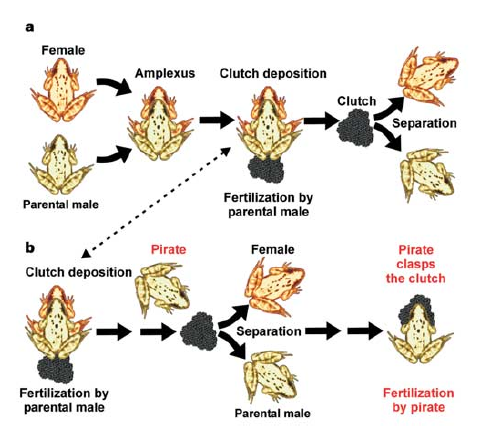 a
Female
Amplexus
Clutch deposition
Clutch
Separation
Parental male
Fertilization by
parental male
b
Pirate
Female
Pirate
clasps
the clutch
Clutch deposition
Separation
Fertilization by
parental male
Parental male
Fertilization
by pirate